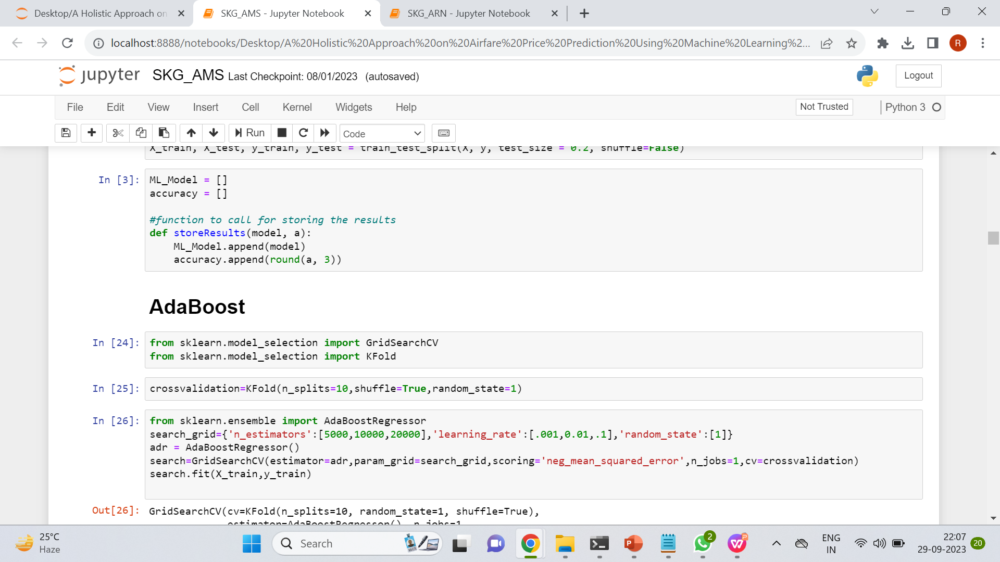 Desktop/A Holistic Approach on
SKG_AMS - Jupyter Notebook
SKG_ARN - Jupyter Notebook
localhost:8888/notebooks/Desktop/A%20Holistic%20Approach%20on%20Airfare%20Price%20Prediction%20Using%20Machine%20Learning%2...
R
jupyter SKG_AMS Last Checkpoint: 08/01/2023 (autosaved)
Logout
File Edit View Insert Cell Kernel Widgets Help
Not Trusted
Python 3
Run
Code
X_train, X_test, y_train, y_test = train_test_split(X, y, test_size = 0.2, shuffle=False)
In [3]:
ML_Model = []
accuracy = []
#function to call for storing the results
def storeResults(model, a):
    ML_Model.append(model)
    accuracy.append(round(a, 3))
AdaBoost
In [24]:
from sklearn.model_selection import GridSearchCV
from sklearn.model_selection import KFold
In [25]:
crossvalidation=KFold(n_splits=10,shuffle=True,random_state=1)
In [26]:
from sklearn.ensemble import AdaBoostRegressor
search_grid={'n_estimators':[5000,10000,20000],'learning_rate':[.001,0.01,.1],'random_state':[1]}
adr = AdaBoostRegressor()
search=GridSearchCV(estimator=adr,param_grid=search_grid,scoring='neg_mean_squared_error',n_jobs=1,cv=crossvalidation)
search.fit(X_train,y_train)
Out[26]:
GridSearchCV(cv=KFold(n_splits=10, random_state=1, shuffle=True),
estimator=AdaBoostRegressor(), n_jobs=1,
25°C
Haze
Search
2
ENG
IN
22:07
29-09-2023
20